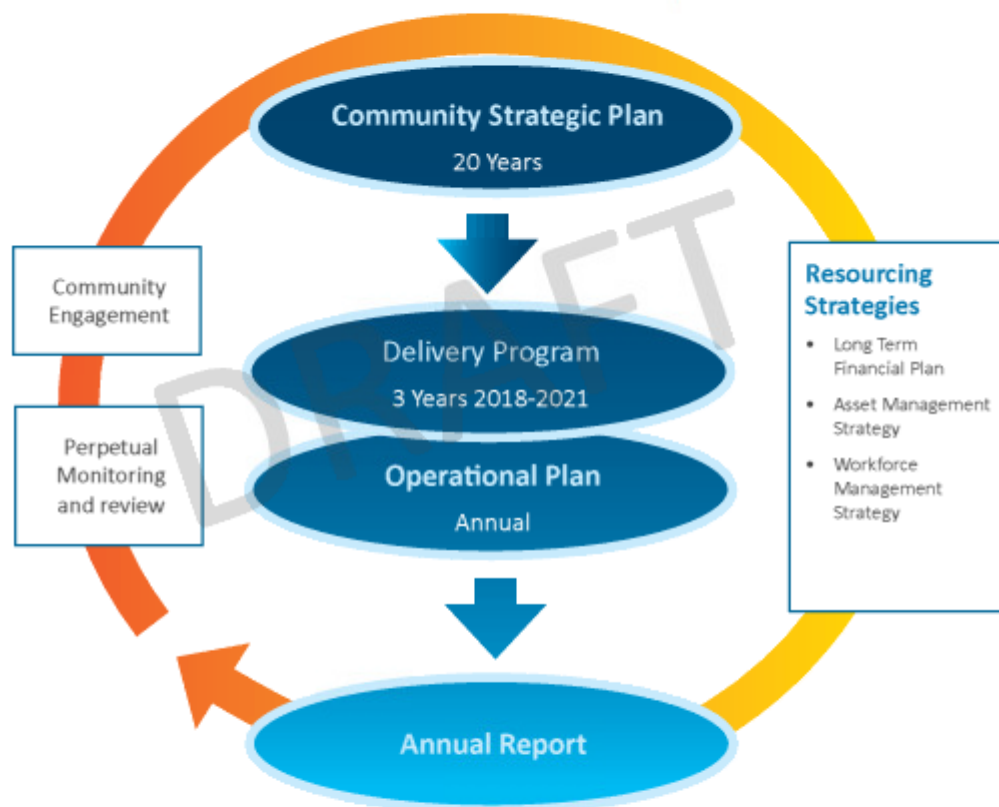 Community Strategic Plan
20 Years
Community
Engagement
Perpetual
Monitoring
and review
Delivery Program
3 Years 2018-2021
Operational Plan
Annual
Annual Report
Resourcing
Strategies
• Long Term
Financial Plan
• Asset Management
Strategy
• Workforce
Management
Strategy
DRAFT